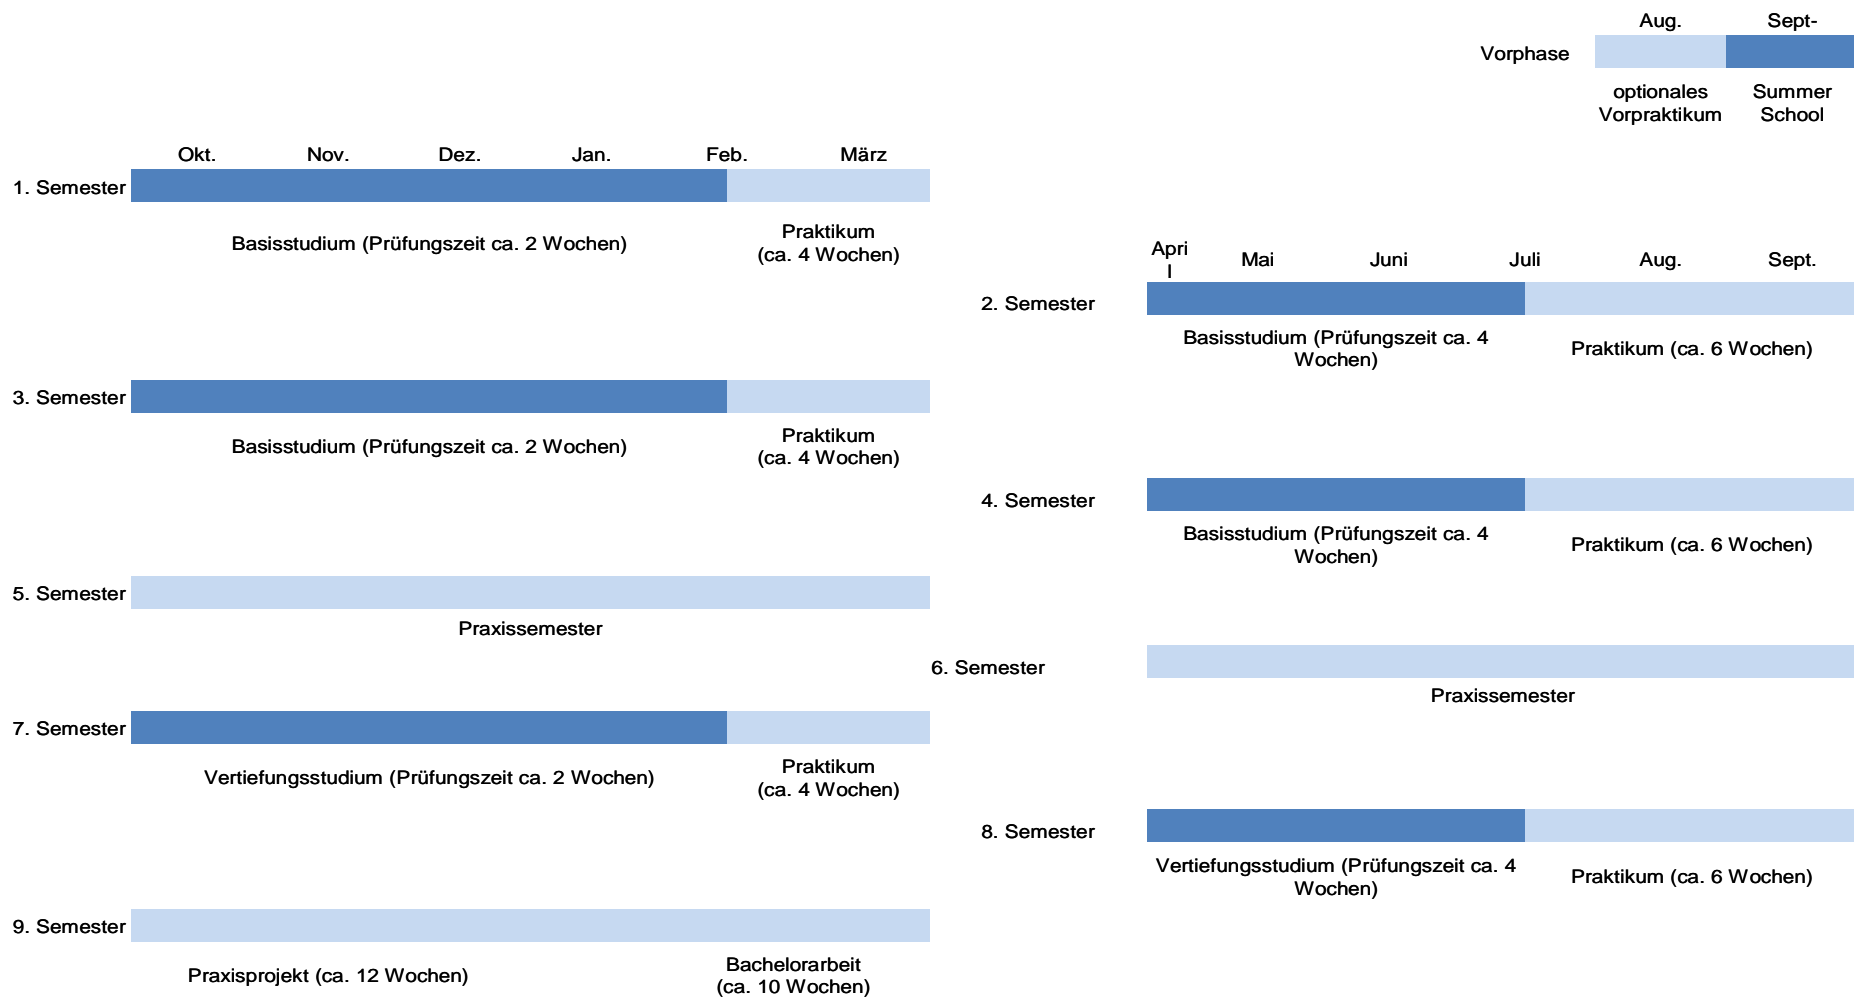 Aug. Sept-
Vorphase
optionales
Vorpraktikum
Summer
School
Okt. Nov. Dez. Jan. Feb. März
1. Semester
Basisstudium (Prüfungszeit ca. 2 Wochen)
Praktikum
(ca. 4 Wochen)
Apri
l
Mai Juni Juli Aug. Sept.
2. Semester
Basisstudium (Prüfungszeit ca. 4
Wochen)
Praktikum (ca. 6 Wochen)
3. Semester
Basisstudium (Prüfungszeit ca. 2 Wochen)
Praktikum
(ca. 4 Wochen)
4. Semester
Basisstudium (Prüfungszeit ca. 4
Wochen)
Praktikum (ca. 6 Wochen)
5. Semester
Praxissemester
6. Semester
Praxissemester
7. Semester
Vertiefungsstudium (Prüfungszeit ca. 2 Wochen)
Praktikum
(ca. 4 Wochen)
8. Semester
Vertiefungsstudium (Prüfungszeit ca. 4
Wochen)
Praktikum (ca. 6 Wochen)
9. Semester
Praxisprojekt (ca. 12 Wochen)
Bachelorarbeit
(ca. 10 Wochen)